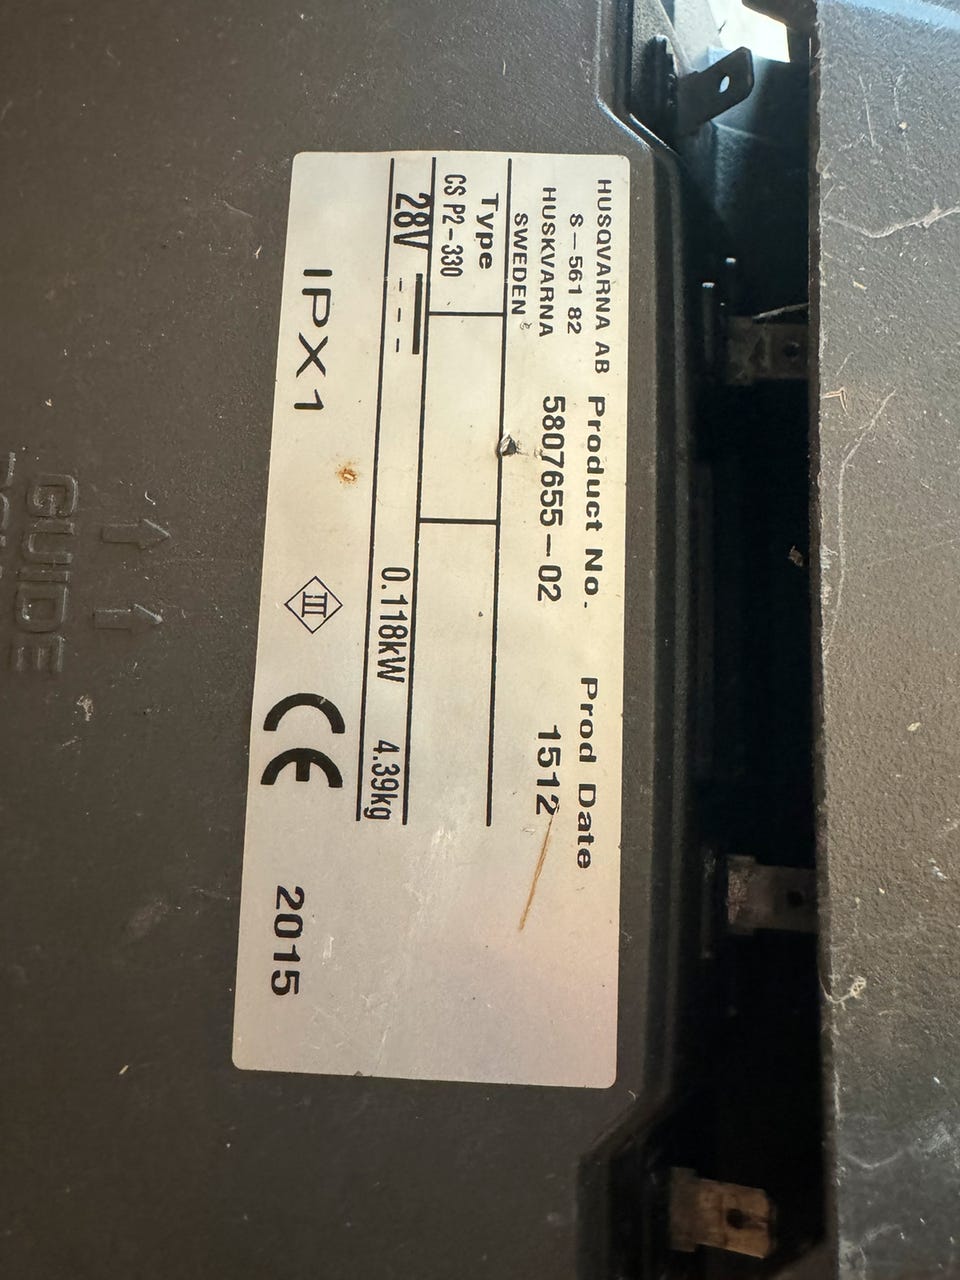 HUSQVARNA AB
S-561 82
HUSKVARNA
SWEDEN
Product No.
5807655-02
Prod Date
1512
Type
CS P2-330
28V
0.118kW 4.39kg
IPX1
III
CE
2015
GUIDE